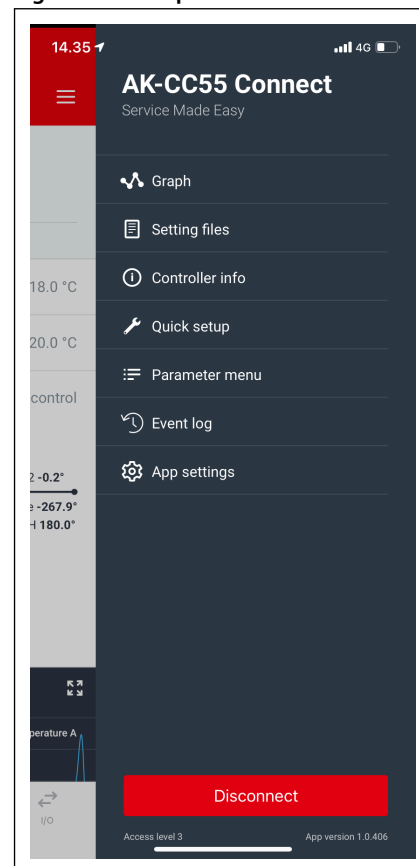 14.35
4G
AK-CC55 Connect
Service Made Easy
Graph
Setting files
18.0 °C
Controller info
Quick setup
20.0 °C
Parameter menu
control
Event log
App settings
2 -0.2°
e -267.9°
H 180.0°
perature A
I/O
Disconnect
Access level 3
App version 1.0.406